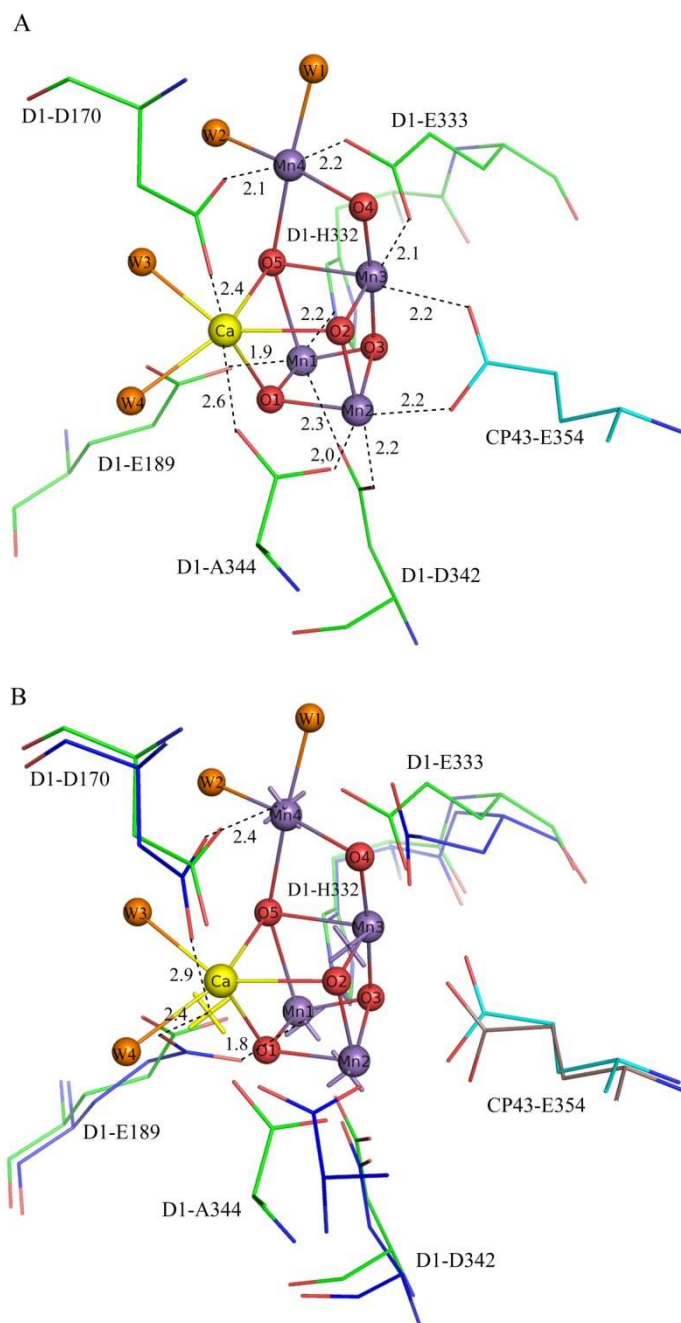 A
W1
D1-D170
W2
D1-E333
Mn4
2.2
2.1
O4
D1-H332
W3
O5
2.1
Mn3
2.4
2.2
2.2
Ca
O2
O3
1.9
Mn1
W4
O1
Mn2
2.2
2.6
2.3
D1-E189
2,0
2.2
CP43-E354
D1-A344
D1-D342
B
W1
D1-D170
D1-E333
W2
Mn4
2.4
O4
D1-H332
W3
O5
Mn3
2.9
Ca
O2
O3
2.4
Mn1
W4
1.8
O1
Mn2
CP43-E354
D1-E189
D1-A344
D1-D342